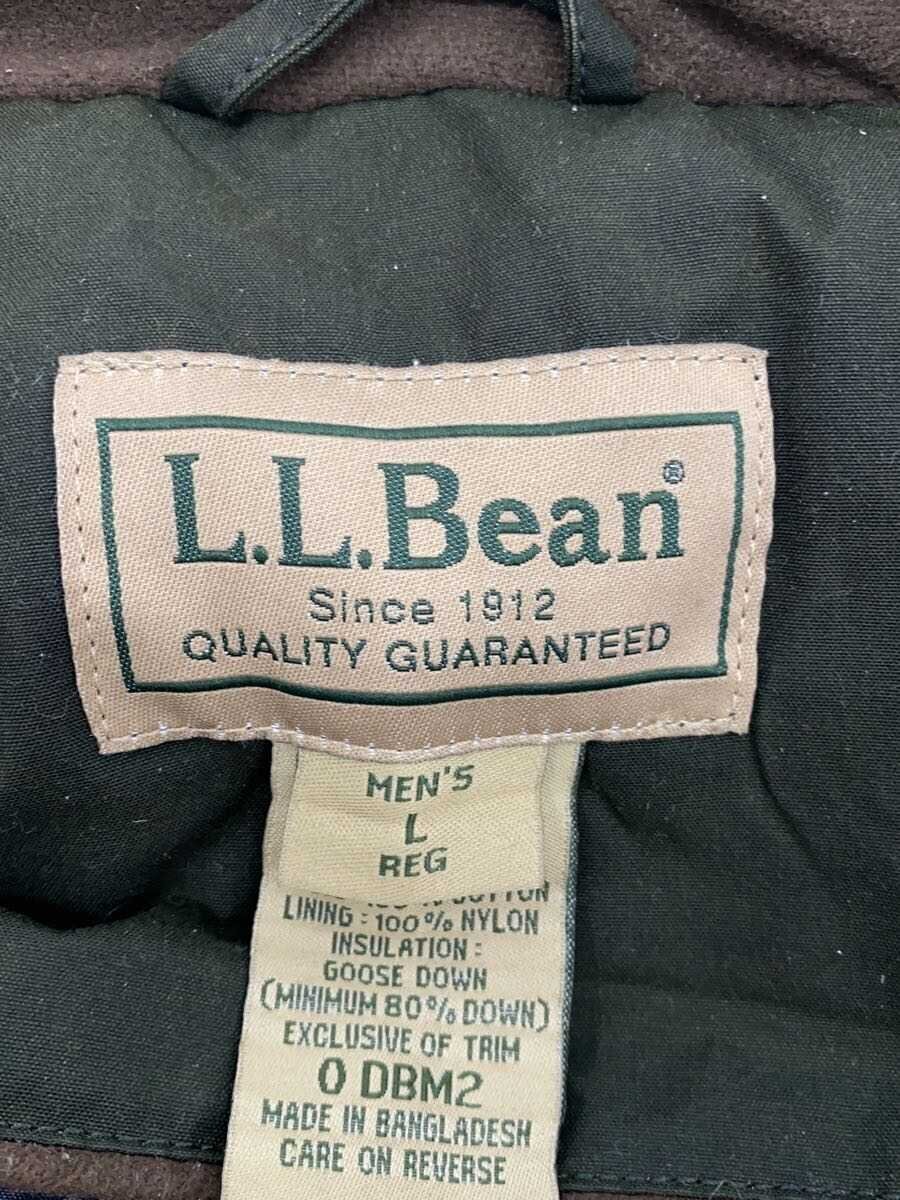 L.L.Bean®
Since 1912
QUALITY GUARANTEED
MEN'S
L
REG
LINING : 100% NYLON
INSULATION :
GOOSE DOWN
(MINIMUM 80% DOWN)
EXCLUSIVE OF TRIM
0 DBM2
MADE IN BANGLADESH
CARE ON REVERSE